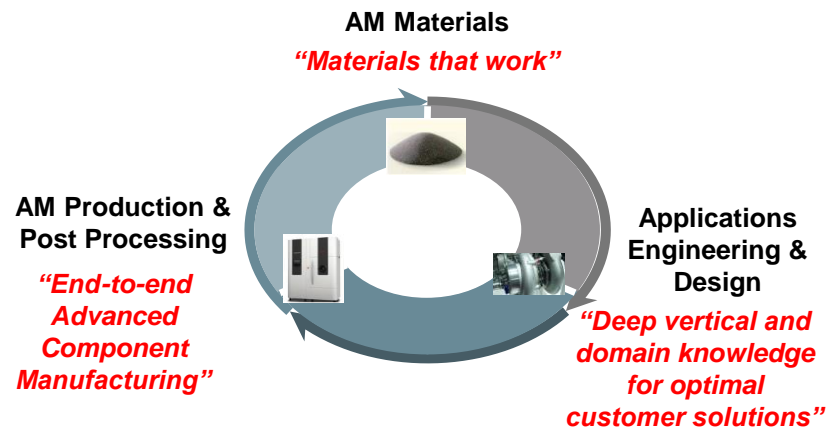 AM Materials
“Materials that work”
AM Production &
Post Processing
“End-to-end
Advanced
Component
Manufacturing”
Applications
Engineering &
Design
“Deep vertical and
domain knowledge
for optimal
customer solutions”